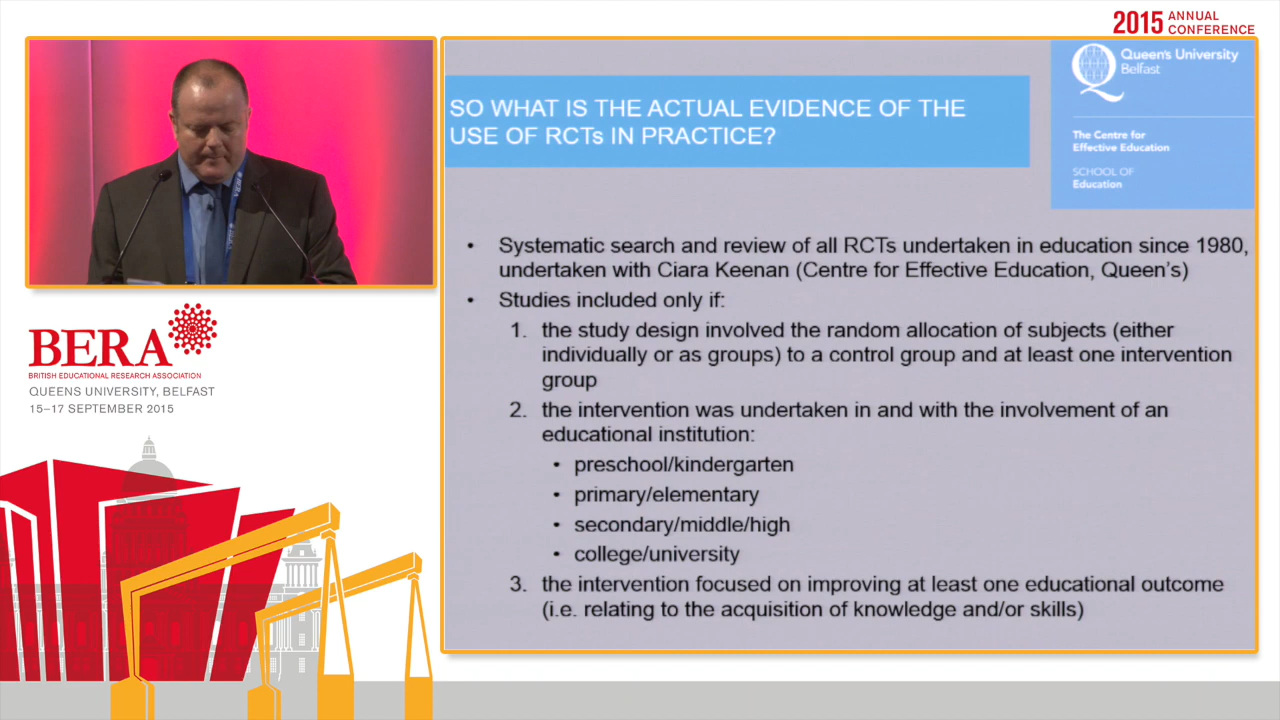 2015 ANNUAL
CONFERENCE
SO WHAT IS THE ACTUAL EVIDENCE OF THE
USE OF RCTs IN PRACTICE?
Queen's University
Belfast
The Centre for
Effective Education
SCHOOL OF
Education
• Systematic search and review of all RCTs undertaken in education since 1980,
undertaken with Ciara Keenan (Centre for Effective Education, Queen's)
• Studies included only if:
1. the study design involved the random allocation of subjects (either
individually or as groups) to a control group and at least one intervention
group
2. the intervention was undertaken in and with the involvement of an
educational institution:
• preschool/kindergarten
• primary/elementary
• secondary/middle/high
• college/university
3. the intervention focused on improving at least one educational outcome
(i.e. relating to the acquisition of knowledge and/or skills)
BERA
BRITISH EDUCATIONAL RESEARCH ASSOCIATION
QUEENS UNIVERSITY, BELFAST
15–17 SEPTEMBER 2015